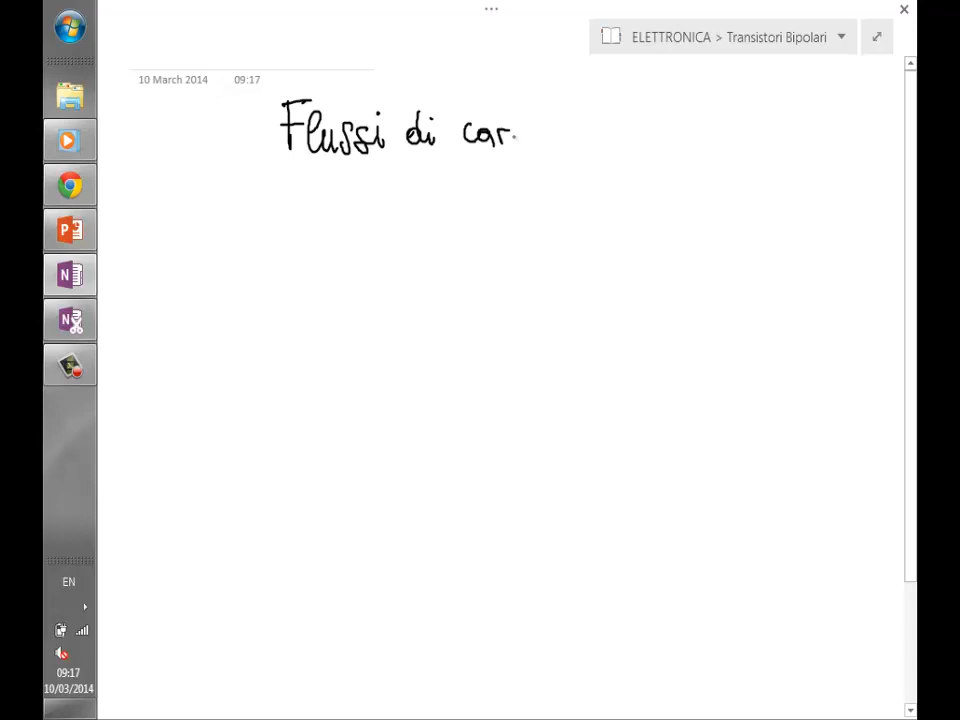 ELETTRONICA > Transistori Bipolari
10 March 2014 09:17
Flussi di car
EN
09:17
10/03/2014